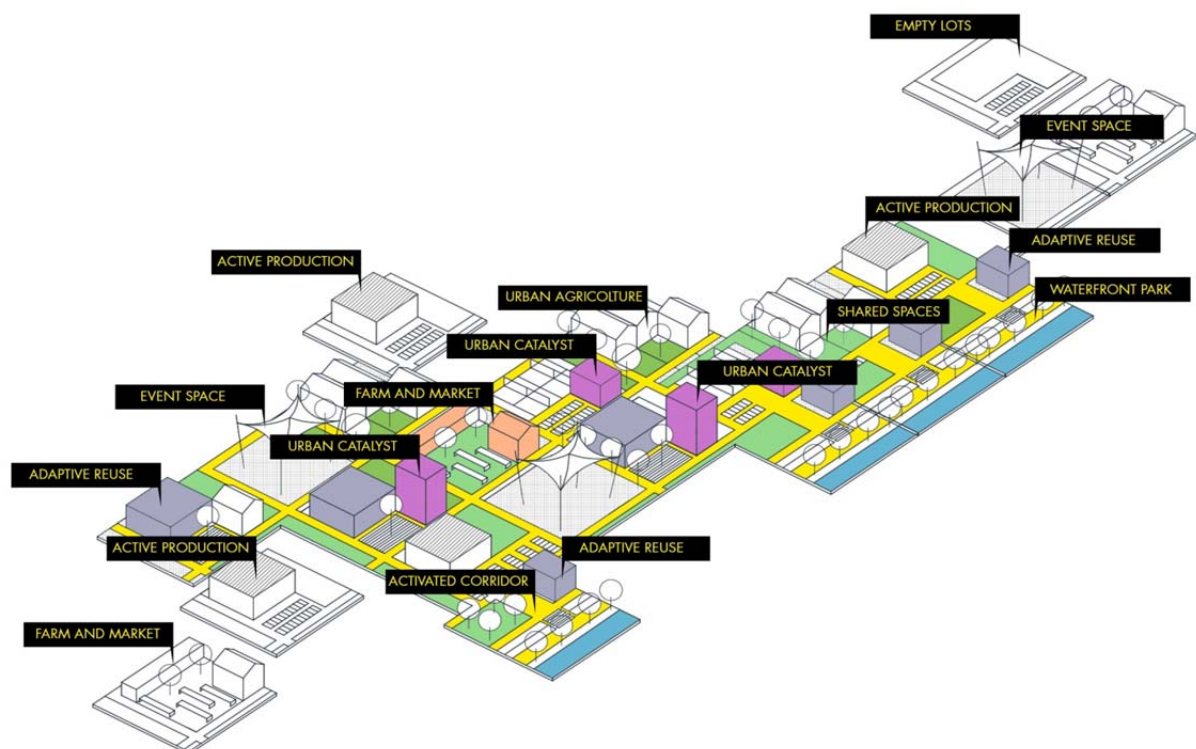 EMPTY LOTS
EVENT SPACE
ACTIVE PRODUCTION
ADAPTIVE REUSE
ACTIVE PRODUCTION
WATERFRONT PARK
URBAN AGRICOLTURE
SHARED SPACES
URBAN CATALYST
URBAN CATALYST
EVENT SPACE
FARM AND MARKET
URBAN CATALYST
ADAPTIVE REUSE
ACTIVE PRODUCTION
ADAPTIVE REUSE
ACTIVATED CORRIDOR
FARM AND MARKET